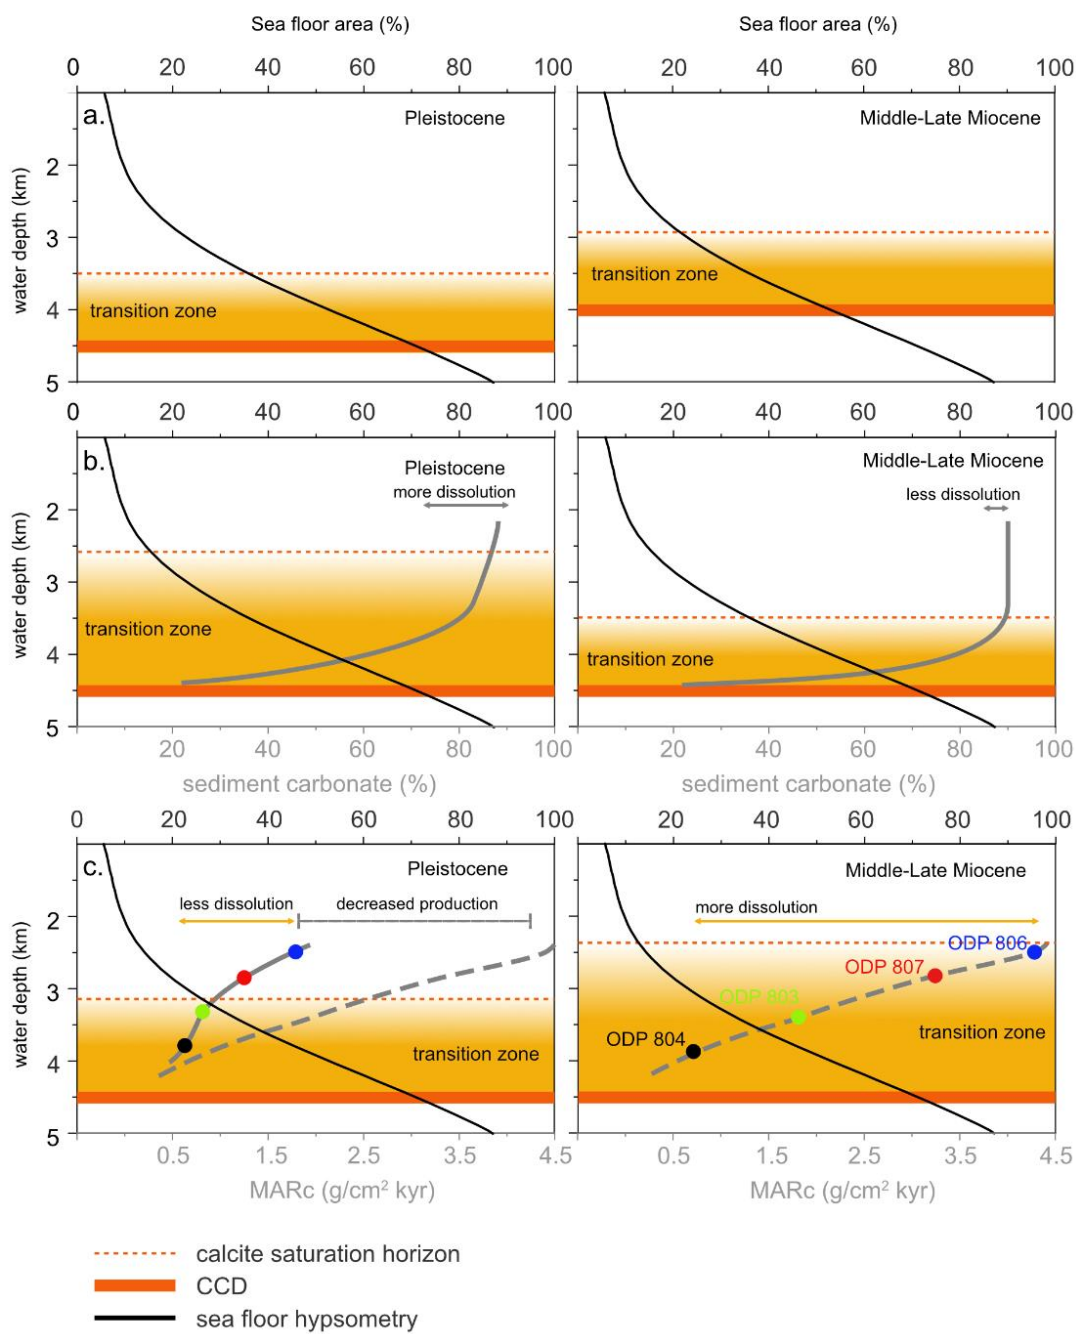 Sea floor area (%)
Sea floor area (%)
0 20 40 60 80 100
20 40 60 80 100
a.
Pleistocene
Middle-Late Miocene
water depth (km)
2
3
4
5
transition zone
transition zone
0 20 40 60 80 100
20 40 60 80 100
b.
Pleistocene
more dissolution
Middle-Late Miocene
less dissolution
water depth (km)
2
3
4
5
transition zone
transition zone
20 40 60 80 100
20 40 60 80 100
sediment carbonate (%)
sediment carbonate (%)
0 20 40 60 80 100
20 40 60 80 100
c.
Pleistocene
less dissolution
decreased production
Middle-Late Miocene
more dissolution
water depth (km)
2
3
4
5
ODP 806
ODP 807
ODP 803
ODP 804
transition zone
transition zone
0.5 1.5 2.5 3.5 4.5
0.5 1.5 2.5 3.5 4.5
MARc (g/cm² kyr)
MARc (g/cm² kyr)
calcite saturation horizon
CCD
sea floor hypsometry